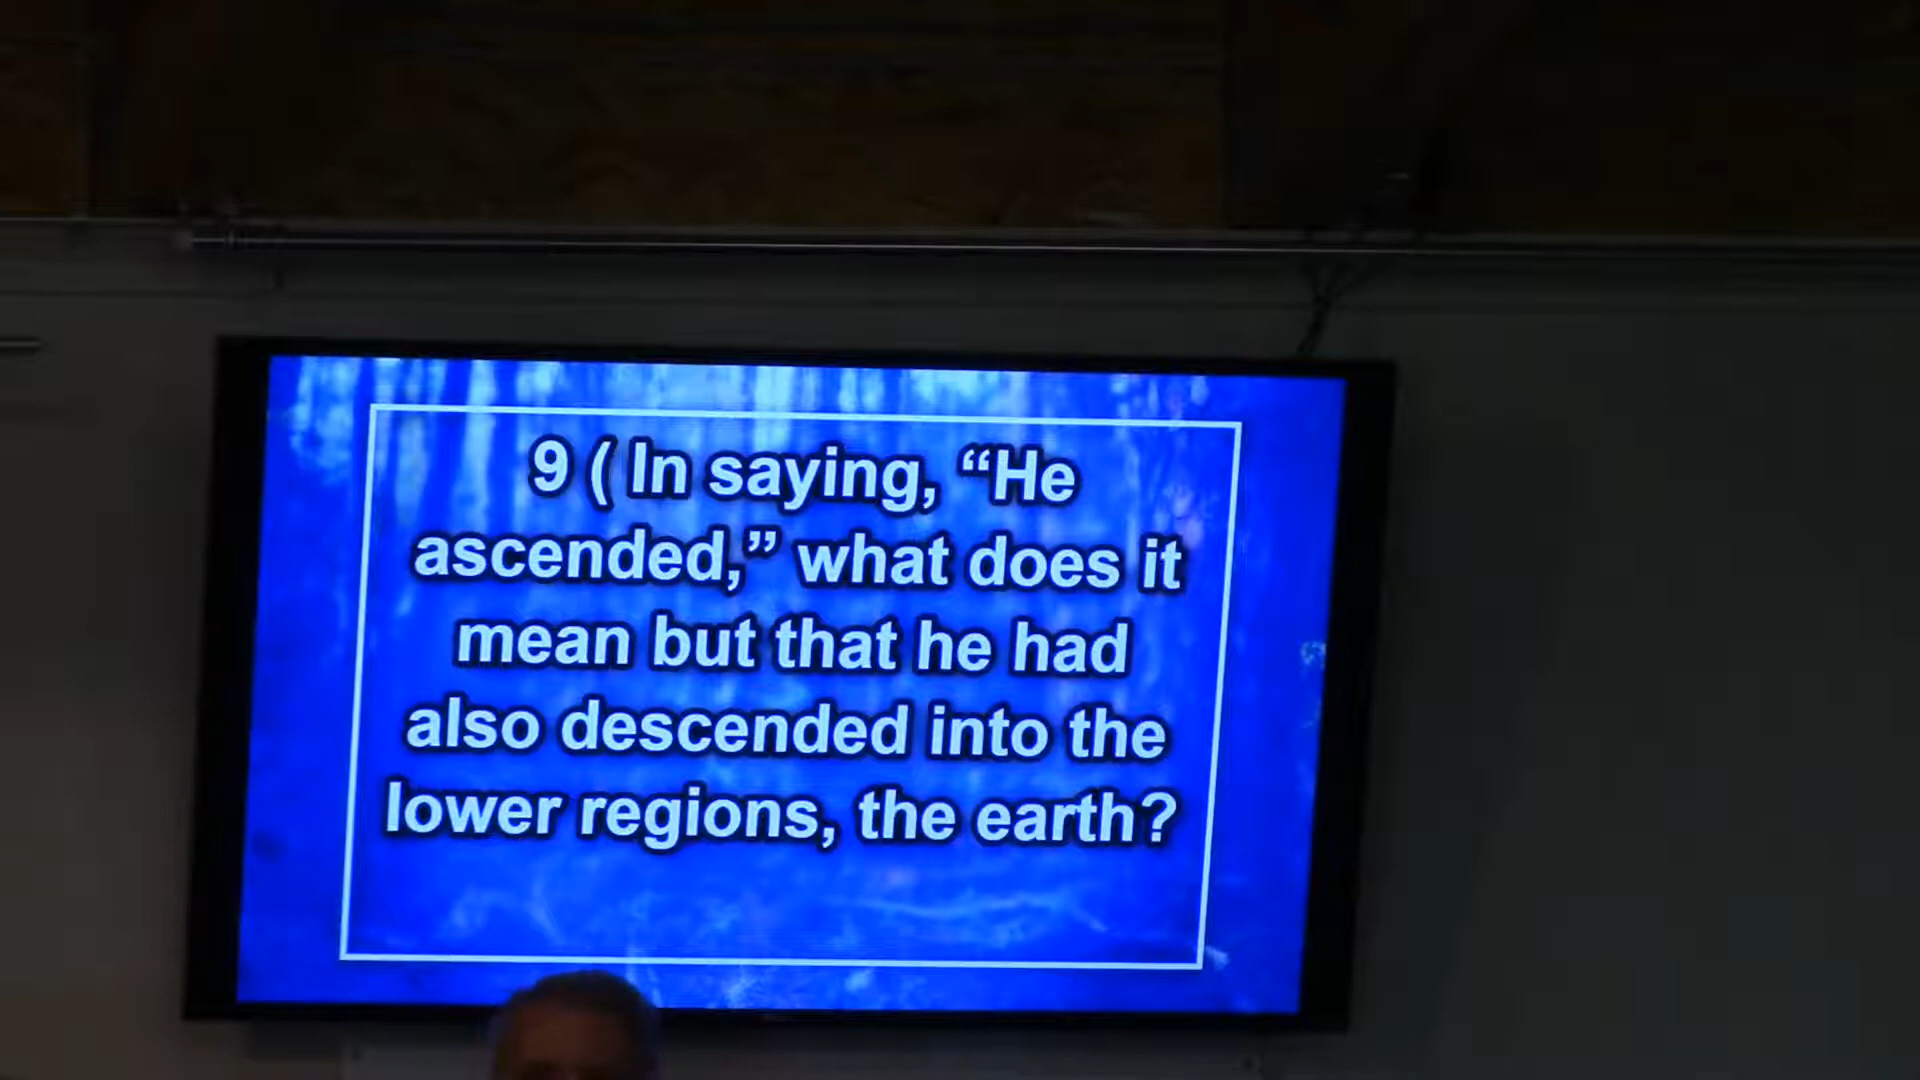 9 ( In saying, “He
ascended,” what does it
mean but that he had
also descended into the
lower regions, the earth?